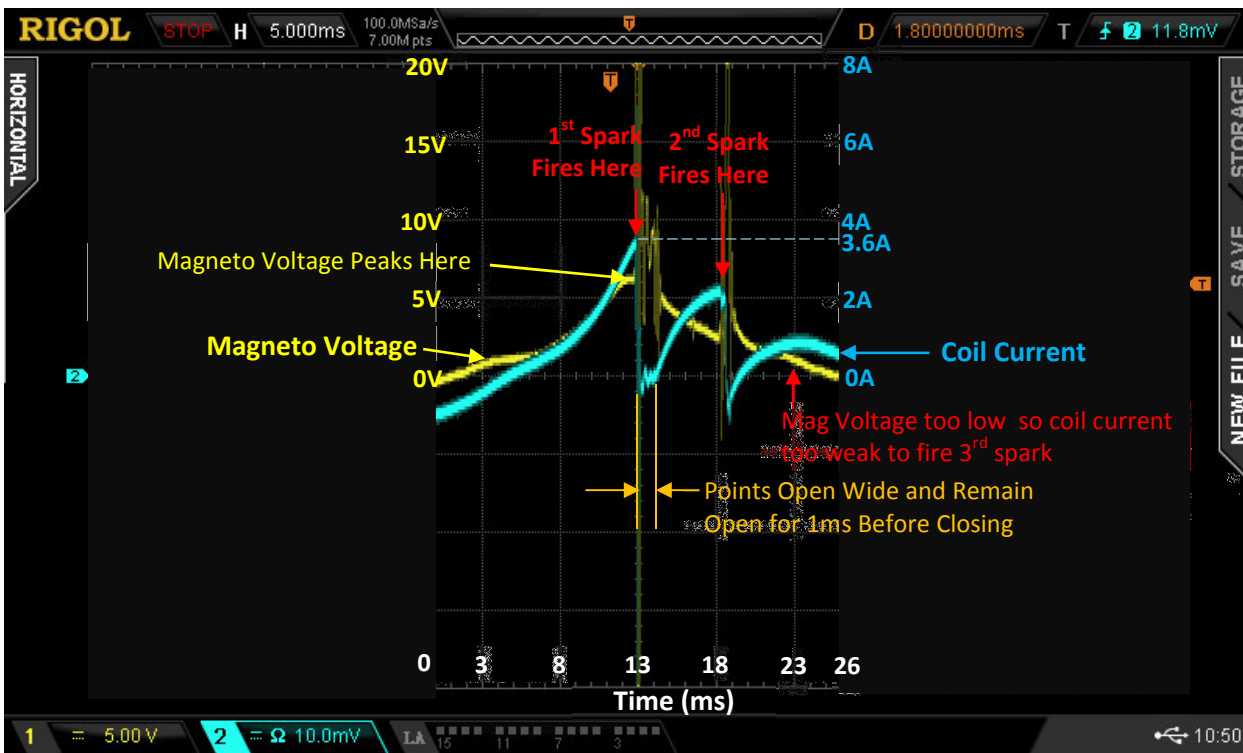 RIGOL STOP H 5.000ms 100.0MSa/s 7.00M pts T D 1.80000000ms T 2 11.8mV
HORIZONTAL
20V
8A
T
1st Spark
Fires Here
2nd Spark
Fires Here
15V
6A
10V
4A
3.6A
Magneto Voltage Peaks Here
5V
2A
T
Magneto Voltage
Coil Current
2
0V
0A
Mag Voltage too low so coil current
too weak to fire 3rd spark
Points Open Wide and Remain
Open for 1ms Before Closing
0 3 8 13 18 23 26
Time (ms)
STORAGE
SAVE /
NEW FILE /
1 = 5.00 V 2 = Ω 10.0mV LA 15 11 7 3 10:50